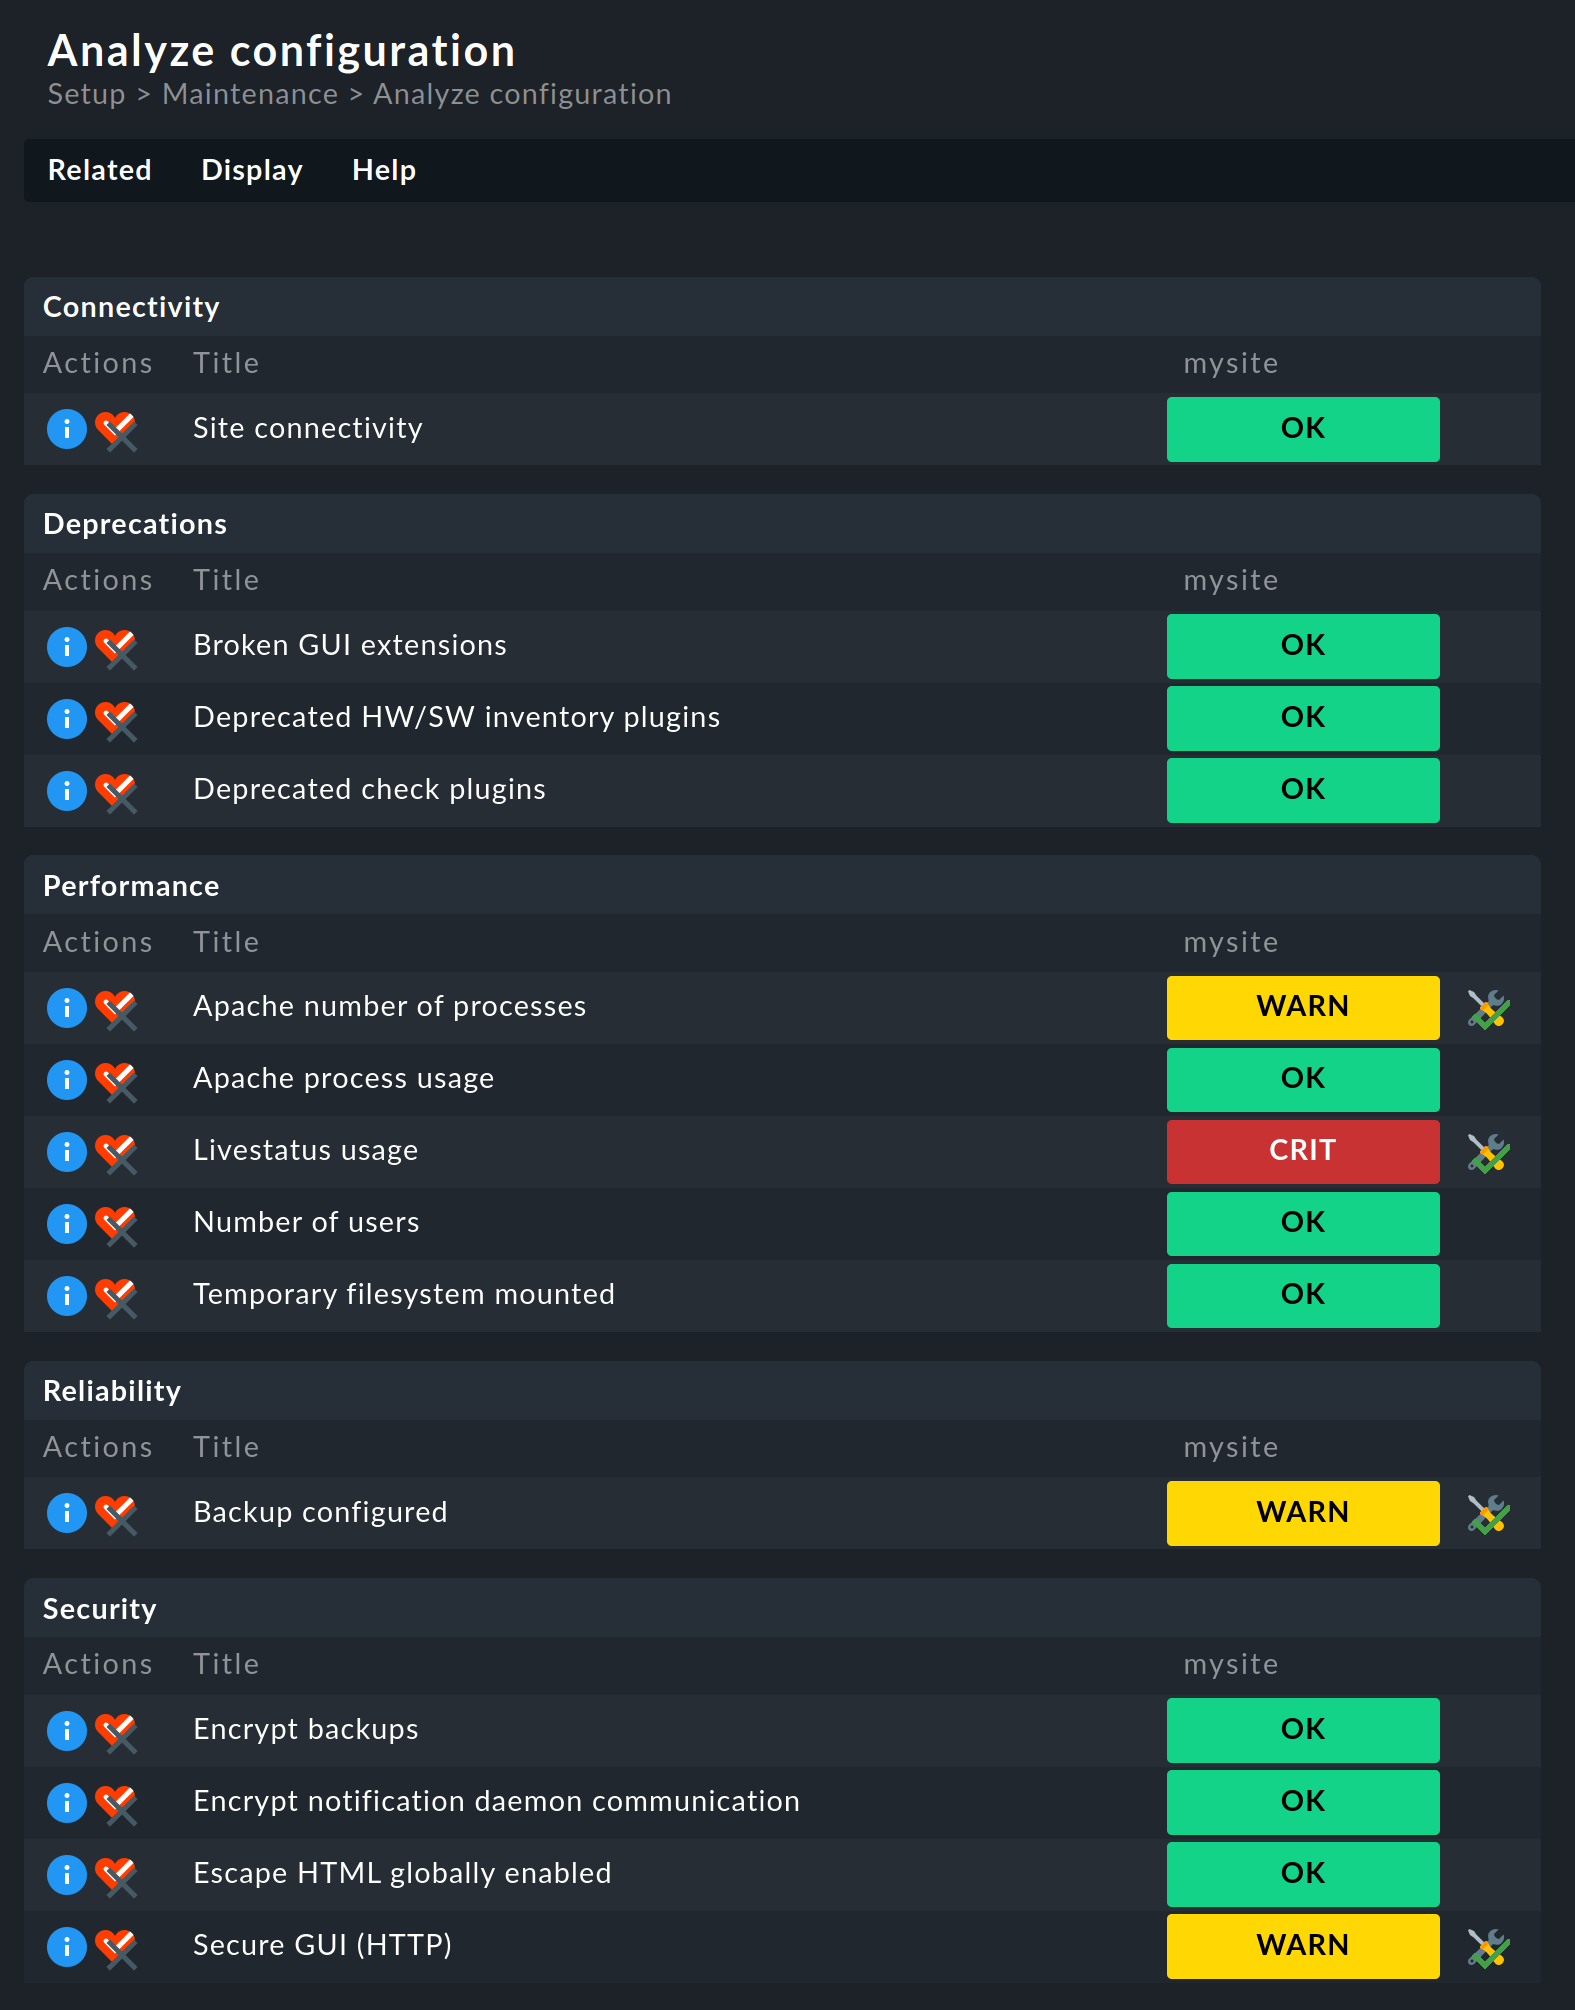 Analyze configuration
Setup > Maintenance > Analyze configuration
Related Display Help
Connectivity
Actions Title mysite
Site connectivity OK
Deprecations
Actions Title mysite
Broken GUI extensions OK
Deprecated HW/SW inventory plugins OK
Deprecated check plugins OK
Performance
Actions Title mysite
Apache number of processes WARN
Apache process usage OK
Livestatus usage CRIT
Number of users OK
Temporary filesystem mounted OK
Reliability
Actions Title mysite
Backup configured WARN
Security
Actions Title mysite
Encrypt backups OK
Encrypt notification daemon communication OK
Escape HTML globally enabled OK
Secure GUI (HTTP) WARN